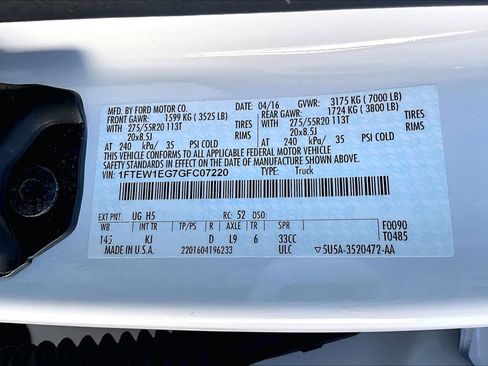 MFD. BY FORD MOTOR CO. 04/16 GVWR: 3175 KG ( 7000 LB)
FRONT GAWR: 1599 KG ( 3525 LB) REAR GAWR: 1724 KG ( 3800 LB)
WITH WITH
275/55R20 113T TIRES 275/55R20 113T TIRES
20x8.5J RIMS 20x8.5J RIMS
AT 240 kPa/ 35 PSI COLD AT 240 kPa/ 35 PSI COLD
THIS VEHICLE CONFORMS TO ALL APPLICABLE FEDERAL MOTOR VEHICLE
SAFETY STANDARDS IN EFFECT ON THE DATE OF MANUFACTURE SHOWN ABOVE.
VIN: 1FTEW1EG7GFC07220 TYPE: Truck
EXT PNT: UG H5 RC: 52 DSO: F0090
WB INT TR TP/PS R AXLE TR SPR T0485
145 KJ D L9 6 33CC
MADE IN U.S.A. 2201604196233 ULC 5U5A-3520472-AA